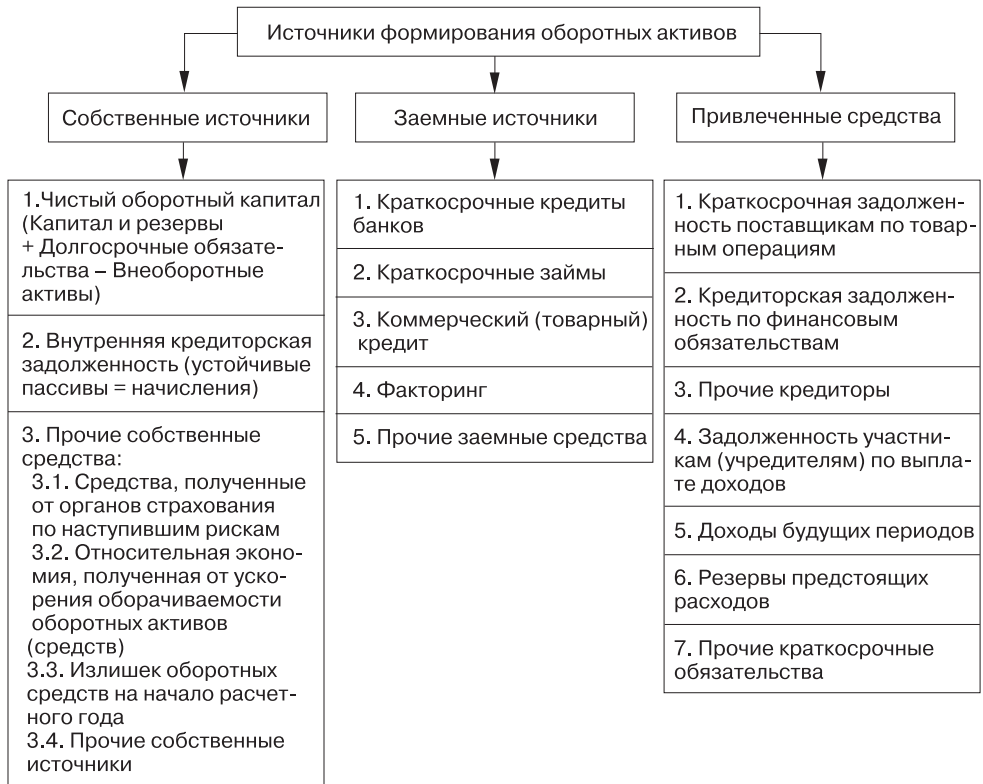 Источники формирования оборотных активов
Собственные источники
Заемные источники
Привлеченные средства
1.Чистый оборотный капитал
(Капитал и резервы
+ Долгосрочные обязате-
льства – Внеоборотные
активы)
2. Внутренняя кредиторская
задолженность (устойчивые
пассивы = начисления)
3. Прочие собственные
средства:
3.1. Средства, полученные
от органов страхования
по наступившим рискам
3.2. Относительная эконо-
мия, полученная от уско-
рения оборачиваемости
оборотных активов
(средств)
3.3. Излишек оборотных
средств на начало расчет-
ного года
3.4. Прочие собственные
источники
1. Краткосрочные кредиты
банков
2. Краткосрочные займы
3. Коммерческий (товарный)
кредит
4. Факторинг
5. Прочие заемные средства
1. Краткосрочная задолжен-
ность поставщикам по товар-
ным операциям
2. Кредиторская задолжен-
ность по финансовым
обязательствам
3. Прочие кредиторы
4. Задолженность участни-
кам (учредителям) по выпла-
те доходов
5. Доходы будущих периодов
6. Резервы предстоящих
расходов
7. Прочие краткосрочные
обязательства